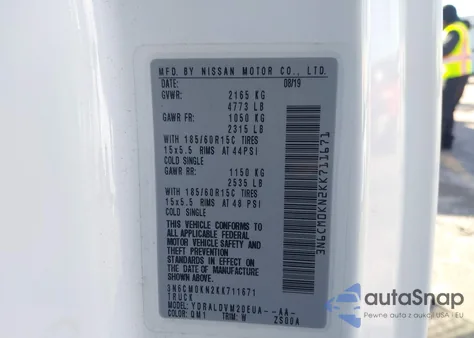 MFD. BY NISSAN MOTOR CO., LTD.
DATE: 08/19
GVWR: 2165 KG
4773 LB
GAWR FR: 1050 KG
2315 LB
WITH 185/60R15C TIRES
15x5.5 RIMS AT 44PSI
COLD SINGLE
GAWR RR: 1150 KG
2535 LB
WITH 185/60R15C TIRES
15x5.5 RIMS AT 48 PSI
COLD SINGLE
THIS VEHICLE CONFORMS TO
ALL APPLICABLE FEDERAL
MOTOR VEHICLE SAFETY
STANDARDS IN EFFECT ON THE
DATE OF MANUFACTURE SHOWN
ABOVE.
3N6CM0KN2KK711671
TRUCK
MODEL: YDRALDVM20EUA--AA-
COLOR: QM1 TRIM: W ZS00A
3N6CM0KN2KK711671
autoSnap
Pewne auta z aukcji USA i EU